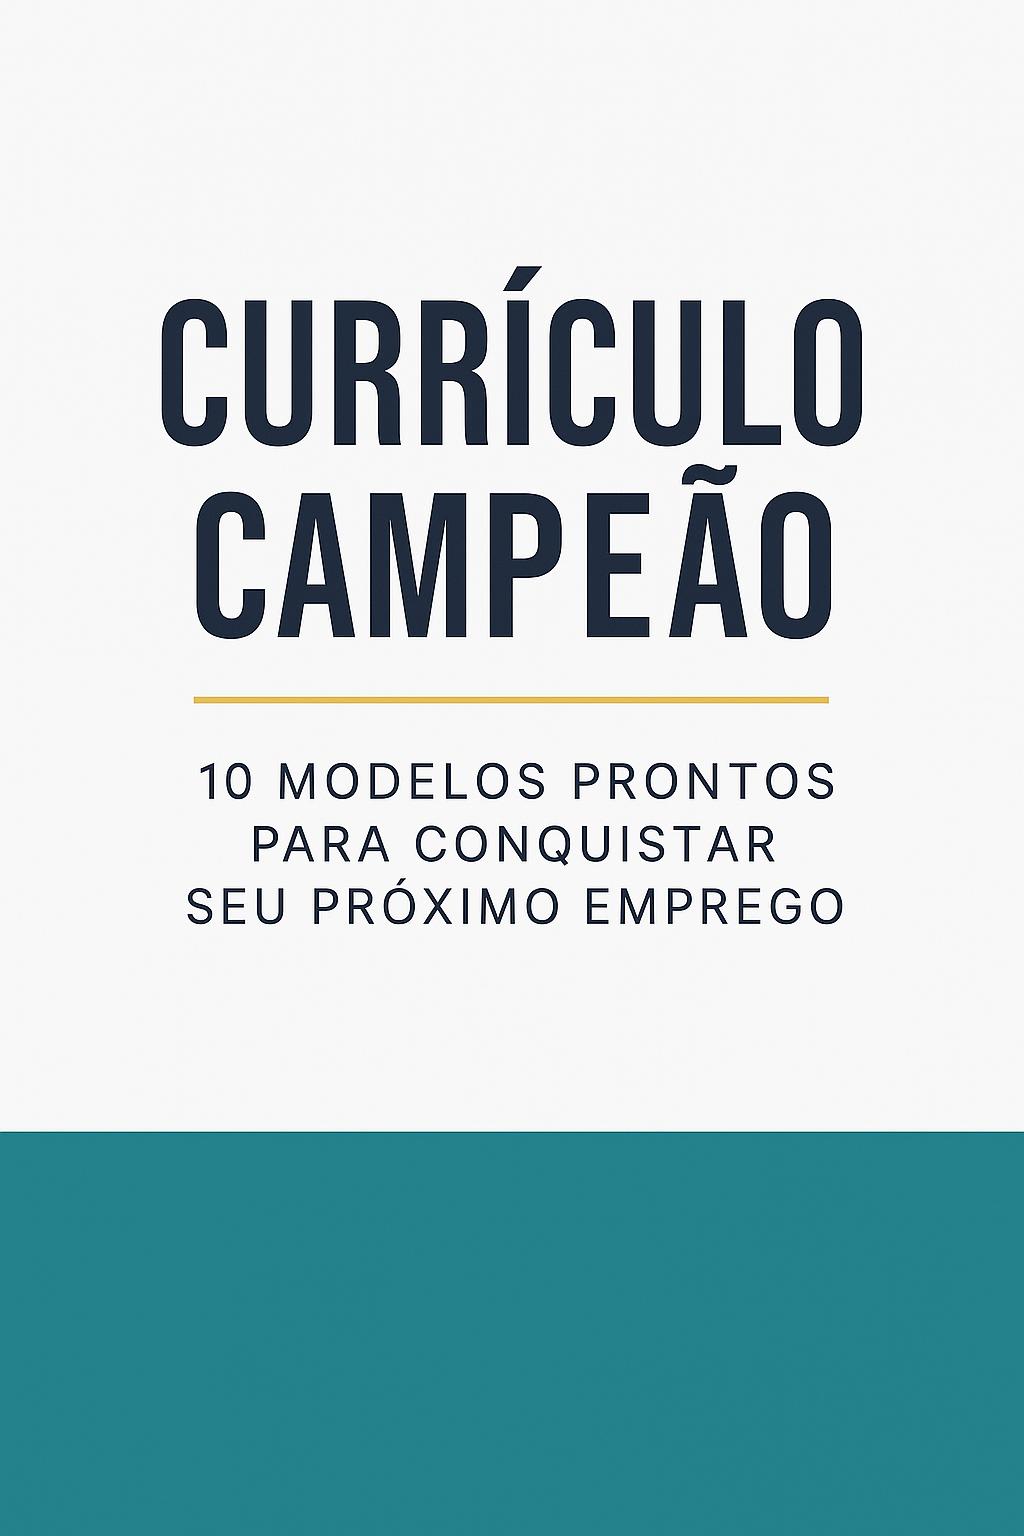 CURRÍCULO
CAMPEÃO
10 MODELOS PRONTOS
PARA CONQUISTAR
SEU PRÓXIMO EMPREGO